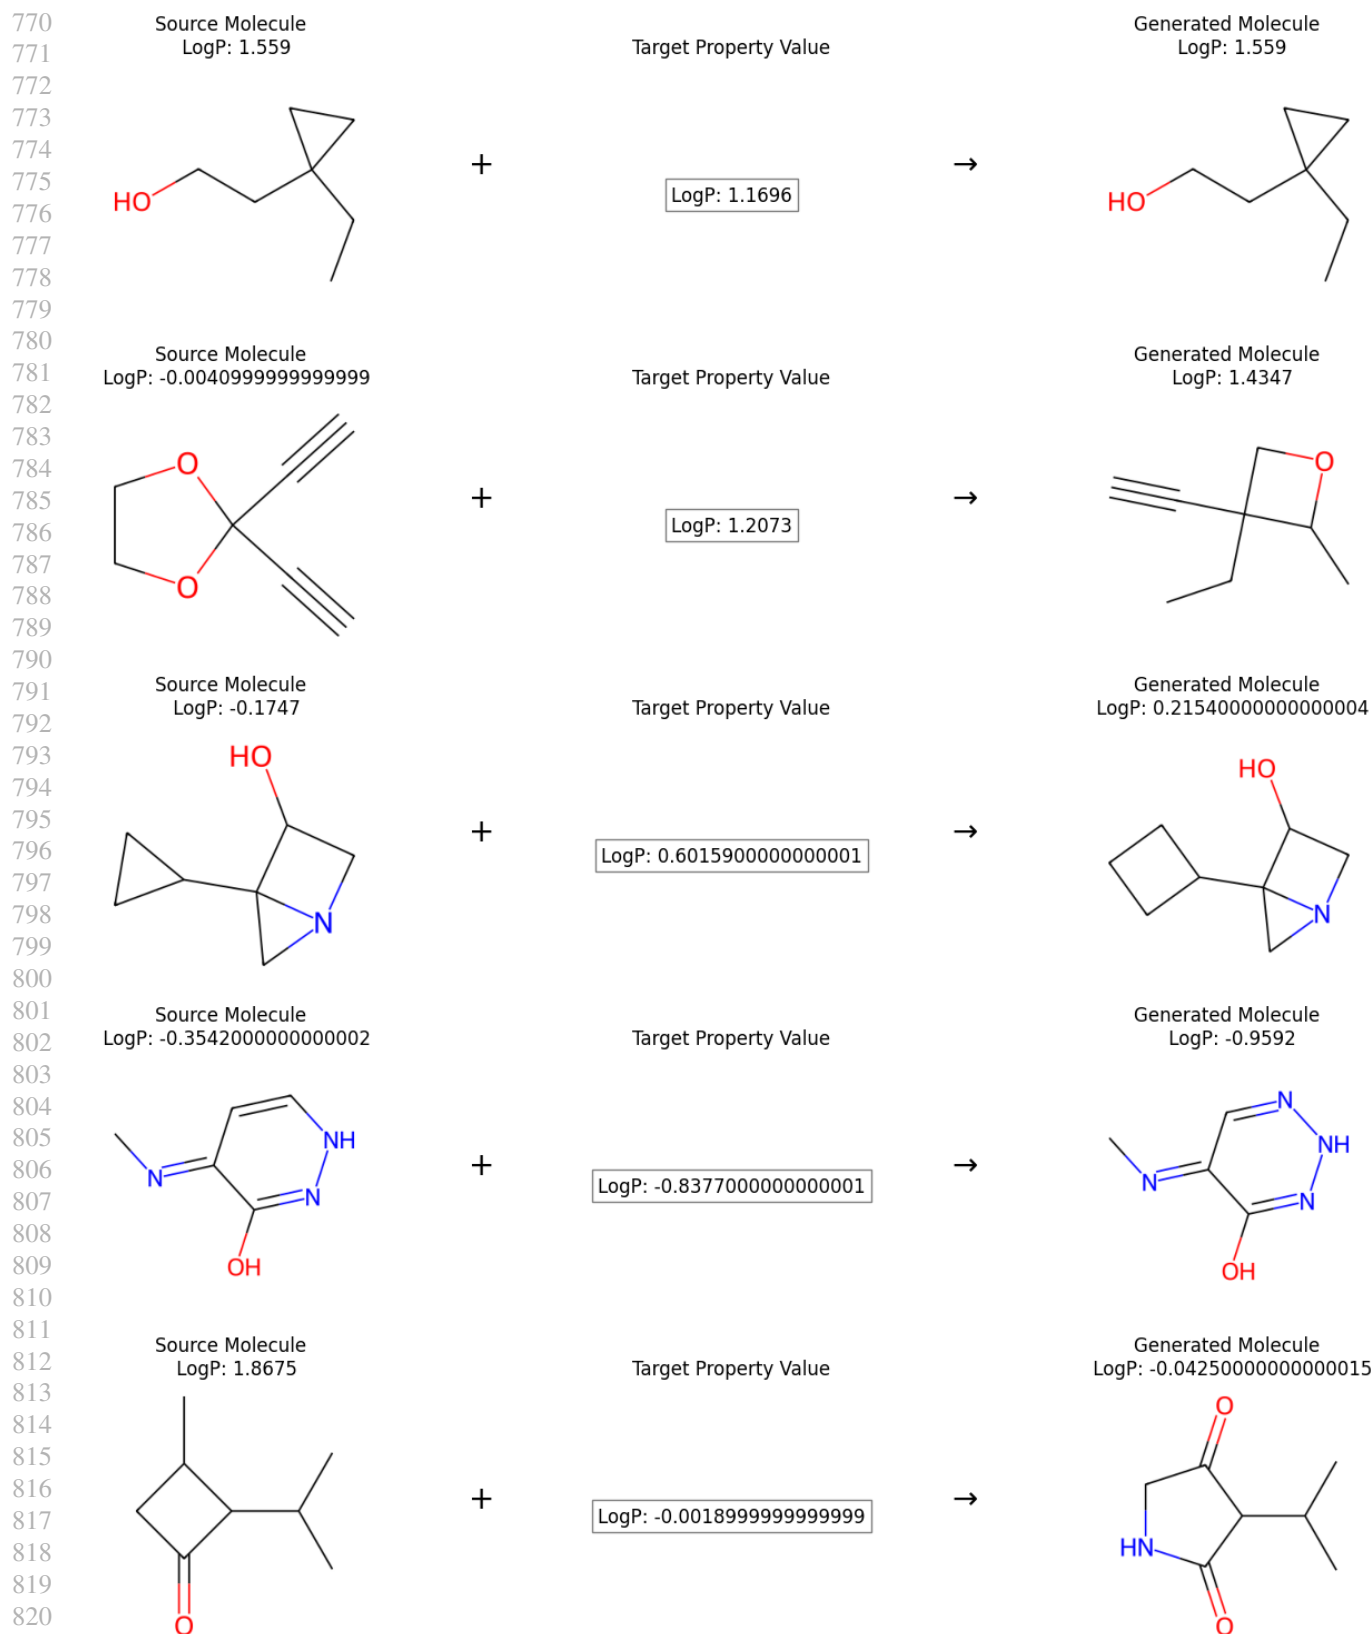 770
771
772
773
774
775
776
777
778
779
780
781
782
783
784
785
786
787
788
789
790
791
792
793
794
795
796
797
798
799
800
801
802
803
804
805
806
807
808
809
810
811
812
813
814
815
816
817
818
819
820
Source Molecule
LogP: 1.559
Target Property Value
Generated Molecule
LogP: 1.559
HO
+
LogP: 1.1696
→
HO
Source Molecule
LogP: -0.0040999999999999
Target Property Value
Generated Molecule
LogP: 1.4347
O
O
+
LogP: 1.2073
→
O
Source Molecule
LogP: -0.1747
Target Property Value
Generated Molecule
LogP: 0.21540000000000004
HO
N
+
LogP: 0.6015900000000001
→
HO
N
Source Molecule
LogP: -0.3542000000000002
Target Property Value
Generated Molecule
LogP: -0.9592
NH
N
N
OH
+
LogP: -0.8377000000000001
→
N
NH
N
N
OH
Source Molecule
LogP: 1.8675
Target Property Value
Generated Molecule
LogP: -0.04250000000000015
O
+
LogP: -0.0018999999999999
→
O
HN
O